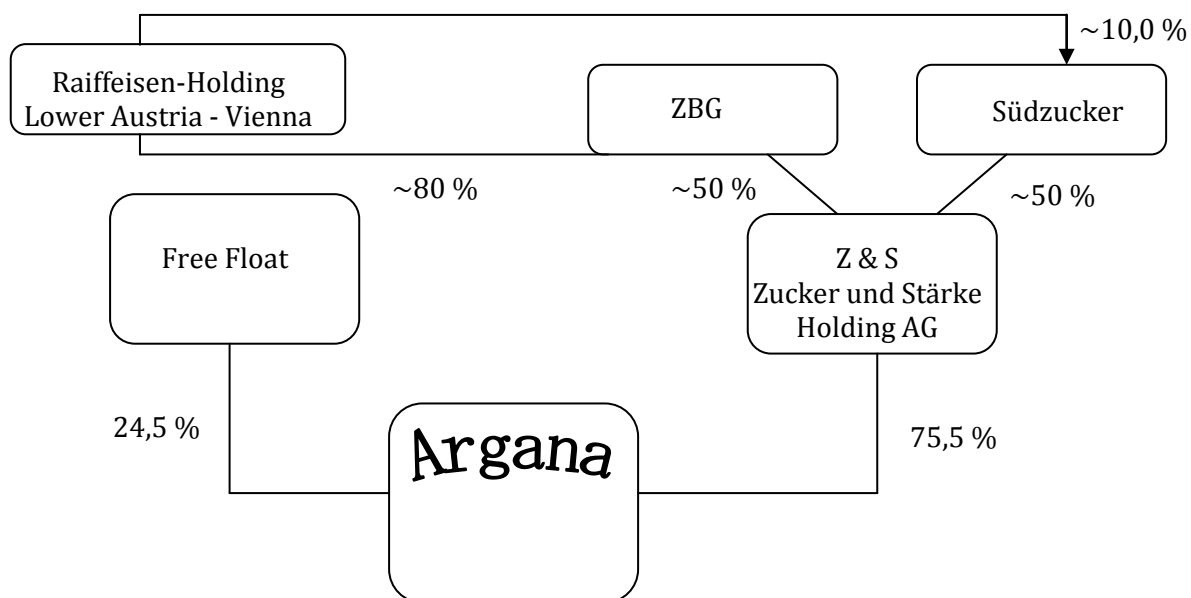 ~10,0 %
Raiffeisen-Holding
Lower Austria - Vienna
ZBG
Südzucker
~80 %
~50 %
~50 %
Free Float
Z & S
Zucker und Stärke
Holding AG
24,5 %
75,5 %
Argana